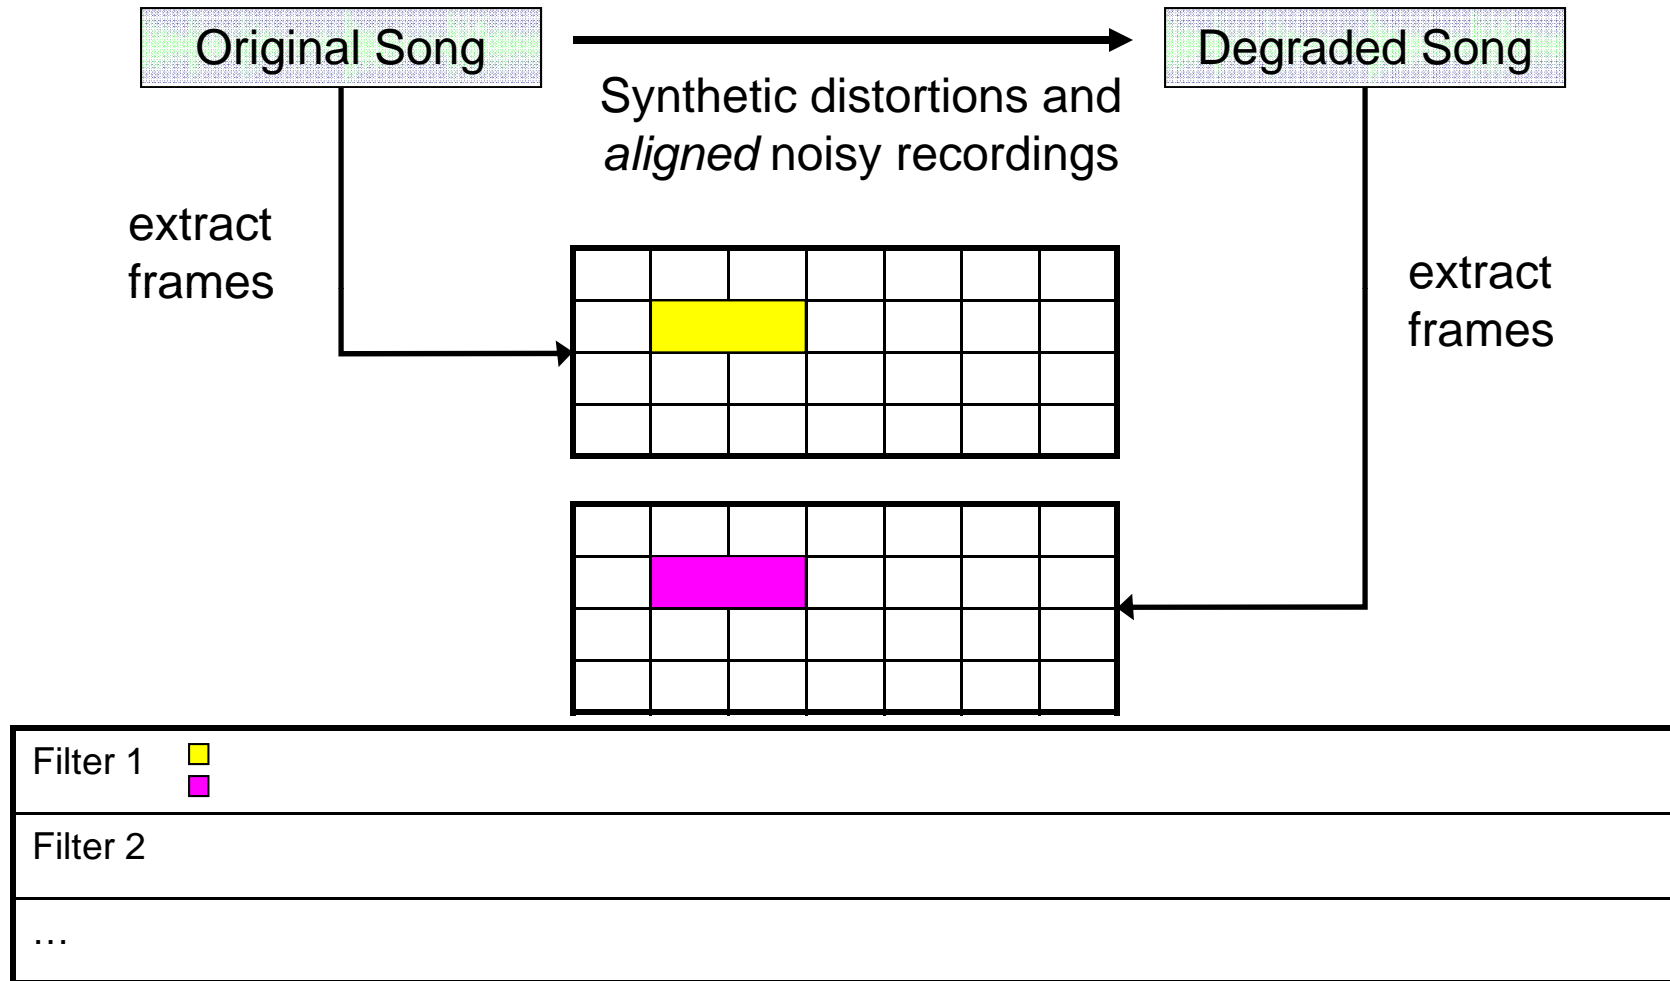 Original Song
Degraded Song
Synthetic distortions and
aligned noisy recordings
extract
frames
extract
frames
Filter 1
Filter 2
…